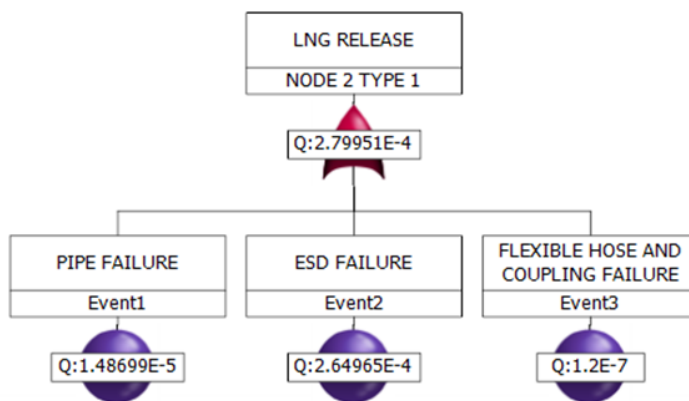 LNG RELEASE
NODE 2 TYPE 1
Q:2.79951E-4
PIPE FAILURE
Event1
Q:1.48699E-5
ESD FAILURE
Event2
Q:2.64965E-4
FLEXIBLE HOSE AND
COUPLING FAILURE
Event3
Q:1.2E-7